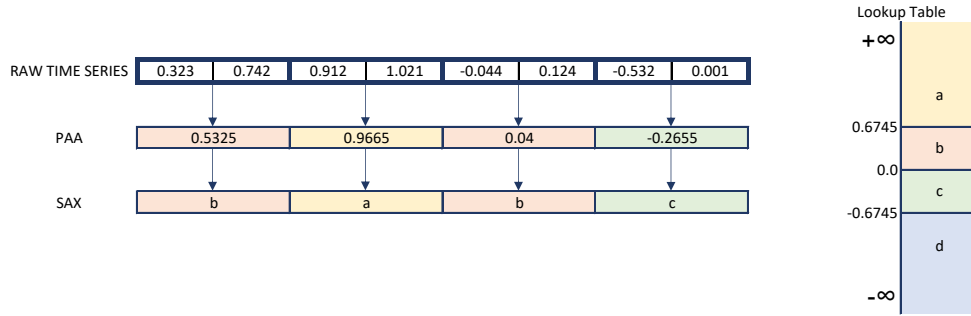 Lookup Table
+∞
RAW TIME SERIES 0.323 0.742 0.912 1.021 -0.044 0.124 -0.532 0.001
a
0.6745
PAA 0.5325 0.9665 0.04 -0.2655
b
0.0
c
SAX b a b c
-0.6745
d
-∞